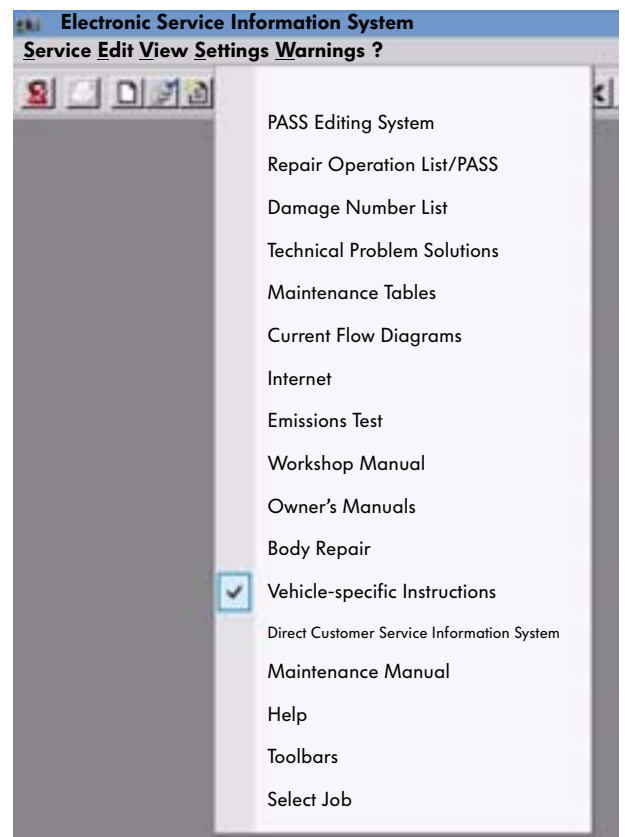 Electronic Service Information System
Service Edit View Settings Warnings ?
PASS Editing System
Repair Operation List/PASS
Damage Number List
Technical Problem Solutions
Maintenance Tables
Current Flow Diagrams
Internet
Emissions Test
Workshop Manual
Owner’s Manuals
Body Repair
Vehicle-specific Instructions
Direct Customer Service Information System
Maintenance Manual
Help
Toolbars
Select Job